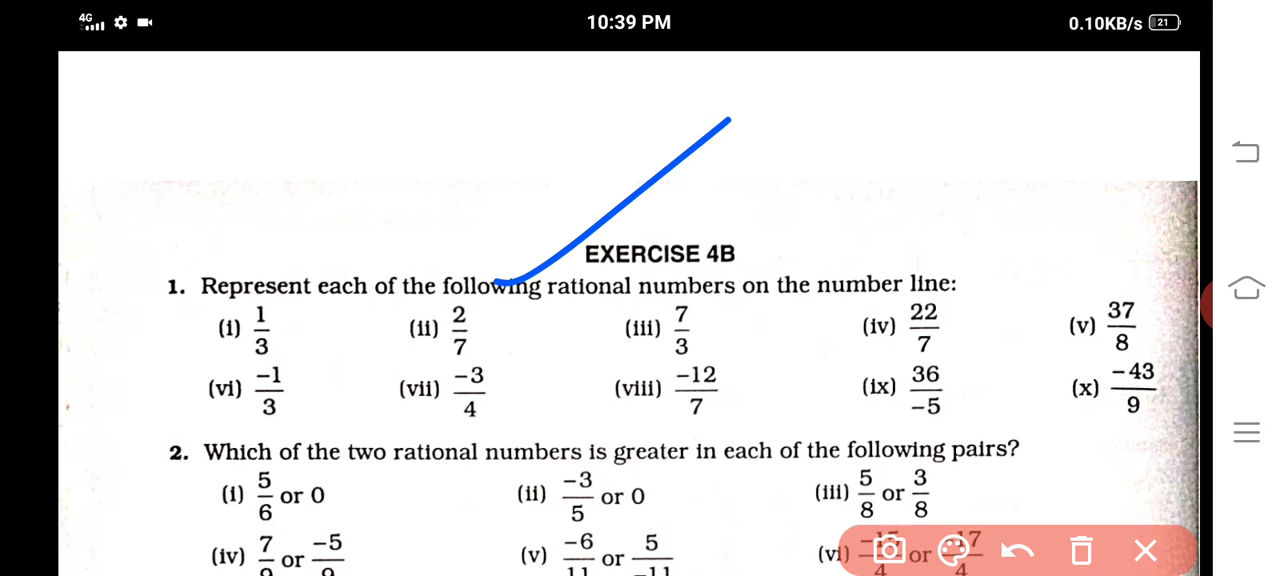 4G 10:39 PM 0.10KB/s 21
EXERCISE 4B
1. Represent each of the following rational numbers on the number line:
(i) 1/3 (ii) 2/7 (iii) 7/3 (iv) 22/7 (v) 37/8
(vi) -1/3 (vii) -3/4 (viii) -12/7 (ix) 36/-5 (x) -43/9
2. Which of the two rational numbers is greater in each of the following pairs?
(i) 5/6 or 0 (ii) -3/5 or 0 (iii) 5/8 or 3/8
(iv) 7/9 or -5/9 (v) -6/11 or 5/-11 (vi) or